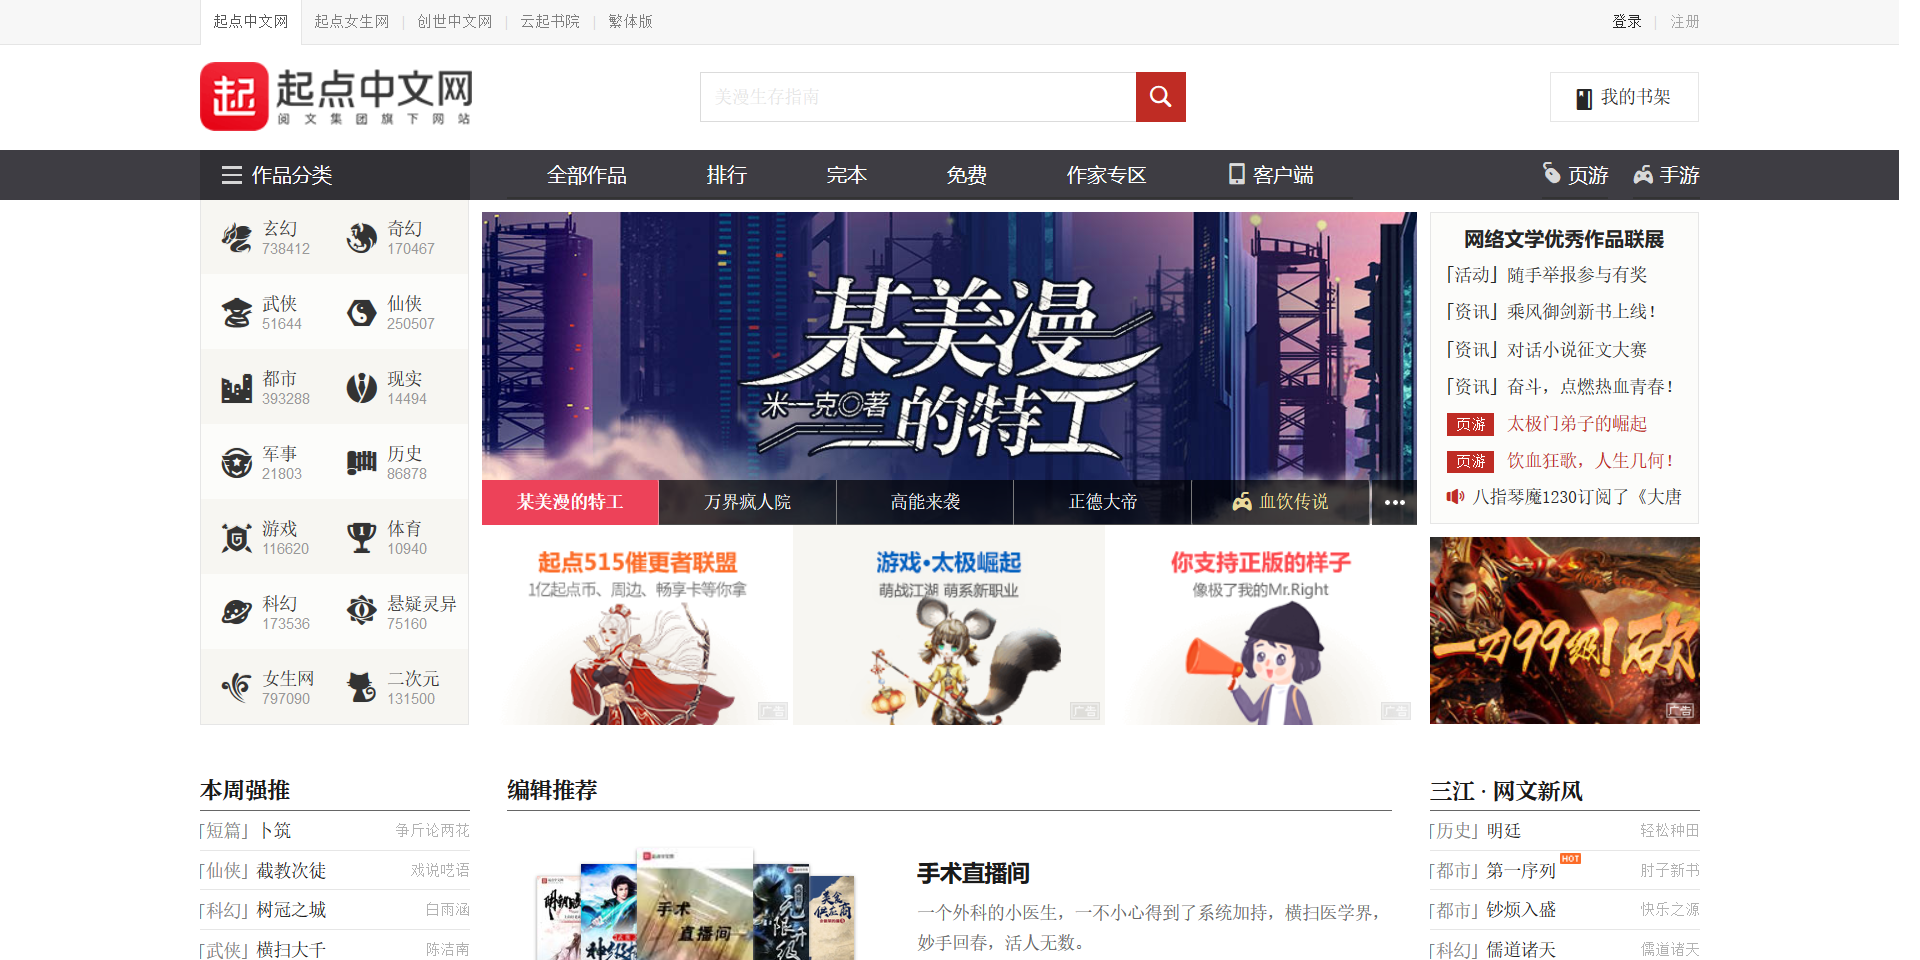 起点中文网 起点女生网 创世中文网 云起书院 繁体版 登录 注册
起 起点中文网
阅文集团旗下网站
美漫生存指南
我的书架
作品分类 全部作品 排行 完本 免费 作家专区 客户端 页游 手游
玄幻 奇幻
738412 170467
武侠 仙侠
51644 250507
都市 现实
393288 14494
军事 历史
21803 86878
游戏 体育
116620 10940
科幻 悬疑灵异
173536 75160
女生网 二次元
797090 131500
某美漫
的特工
米一克◎著
某美漫的特工 万界疯人院 高能来袭 正德大帝 血饮传说
起点515催更者联盟
1亿起点币、周边、畅享卡等你拿
广告
游戏·太极崛起
萌战江湖 萌系新职业
广告
你支持正版的样子
像极了我的Mr.Right
广告
网络文学优秀作品联展
「活动」随手举报参与有奖
「资讯」乘风御剑新书上线!
「资讯」对话小说征文大赛
「资讯」奋斗，点燃热血青春!
页游 太极门弟子的崛起
页游 饮血狂歌，人生几何!
八指琴魔1230订阅了《大唐
一刀99级!砍
广告
本周强推
「短篇」卜筑 争斤论两花
「仙侠」截教次徒 戏说呓语
「科幻」树冠之城 白雨涵
「武侠」横扫大千 陈洁南
编辑推荐
手术
直播间
美食
供应商
手术直播间
一个外科的小医生，一不小心得到了系统加持，横扫医学界，
妙手回春，活人无数。
三江·网文新风
「历史」明廷 轻松种田
「都市」第一序列 HOT 肘子新书
「都市」钞烦入盛 快乐之源
「科幻」儒道诸天 儒道诸天